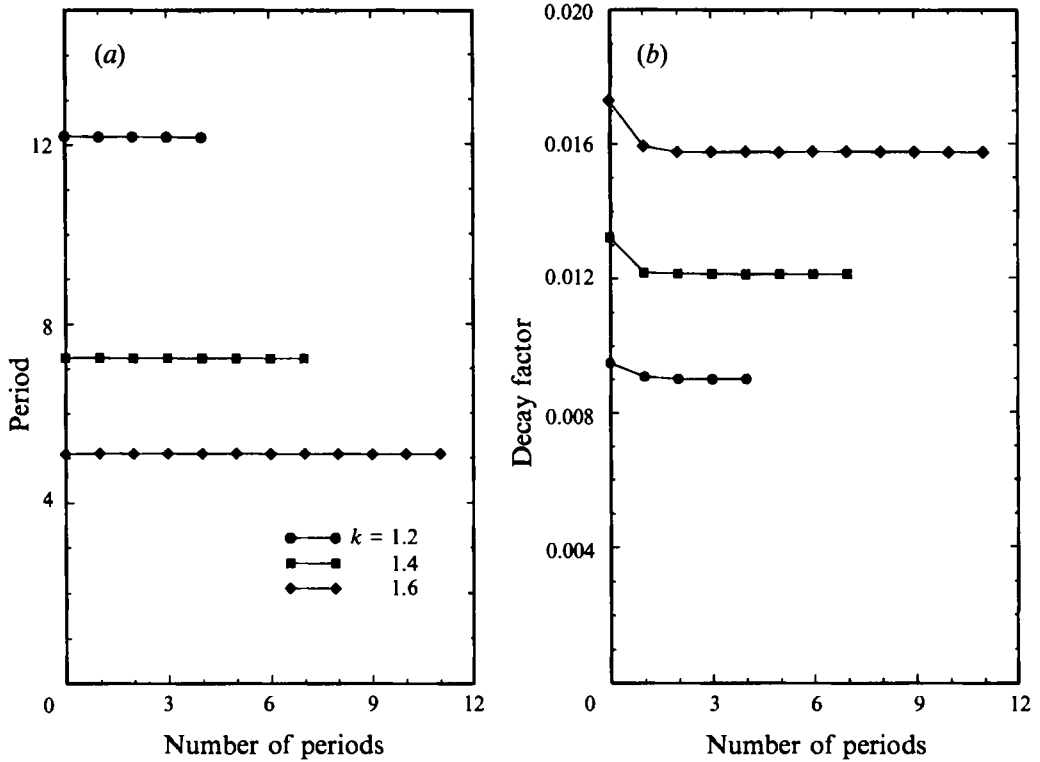 (a)
12
8
4
0
3
6
9
12
Period
Number of periods
k = 1.2
1.4
1.6
(b)
0.020
0.016
0.012
0.008
0.004
0
3
6
9
12
Decay factor
Number of periods